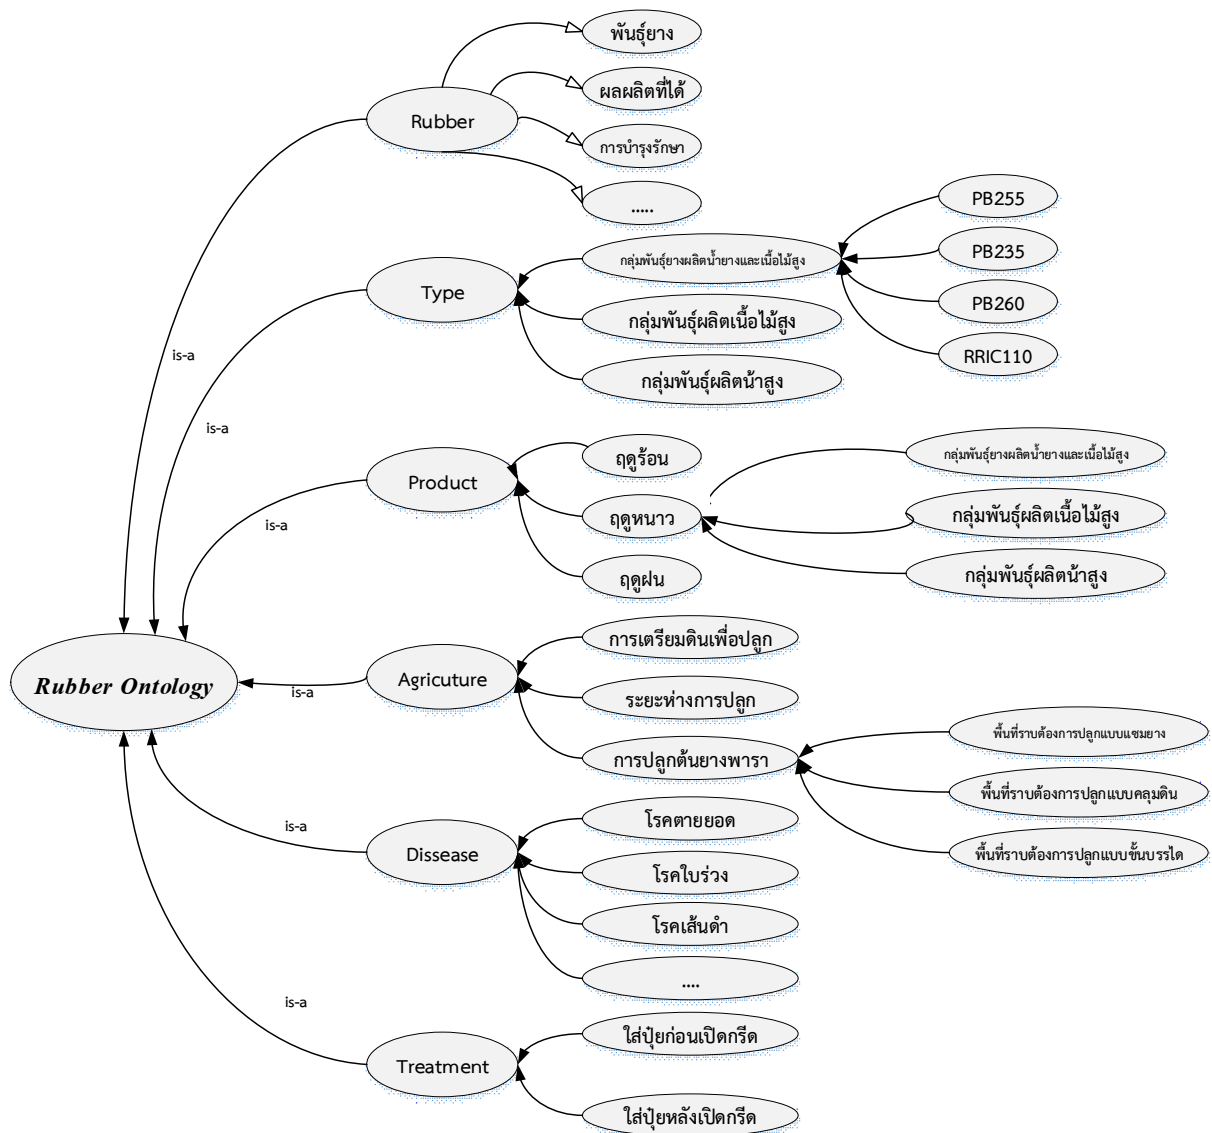 พันธุ์ยาง
ผลผลิตที่ได้
Rubber
การบำรุงรักษา
.....
PB255
กลุ่มพันธุ์ยางผลิตน้ำยางและเนื้อไม้สูง
PB235
Type
PB260
กลุ่มพันธุ์ผลิตเนื้อไม้สูง
RRIC110
is-a
กลุ่มพันธุ์ผลิตน้าสูง
is-a
ฤดูร้อน
กลุ่มพันธุ์ยางผลิตน้ำยางและเนื้อไม้สูง
Product
ฤดูหนาว
กลุ่มพันธุ์ผลิตเนื้อไม้สูง
is-a
ฤดูฝน
กลุ่มพันธุ์ผลิตน้าสูง
การเตรียมดินเพื่อปลูก
Rubber Ontology
is-a
Agricuture
ระยะห่างการปลูก
พื้นที่ราบต้องการปลูกแบบแซมยาง
การปลูกต้นยางพารา
พื้นที่ราบต้องการปลูกแบบคลุมดิน
is-a
โรคตายยอด
พื้นที่ราบต้องการปลูกแบบขั้นบรรได
Dissease
โรคใบร่วง
โรคเส้นดำ
....
is-a
ใส่ปุ๋ยก่อนเปิดกรีด
Treatment
ใส่ปุ๋ยหลังเปิดกรีด